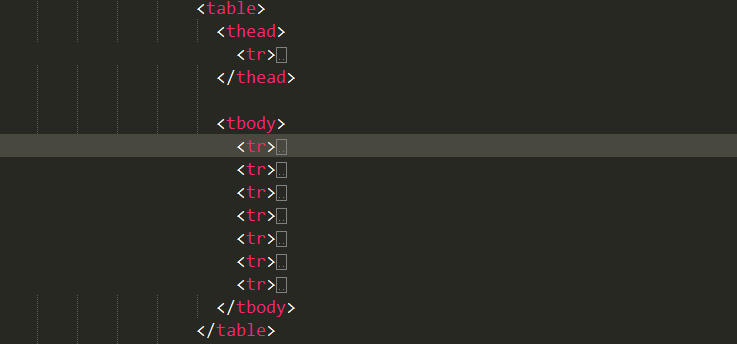 <table>
<thead>
<tr>
</thead>
<tbody>
<tr>
<tr>
<tr>
<tr>
<tr>
<tr>
<tr>
</tbody>
</table>